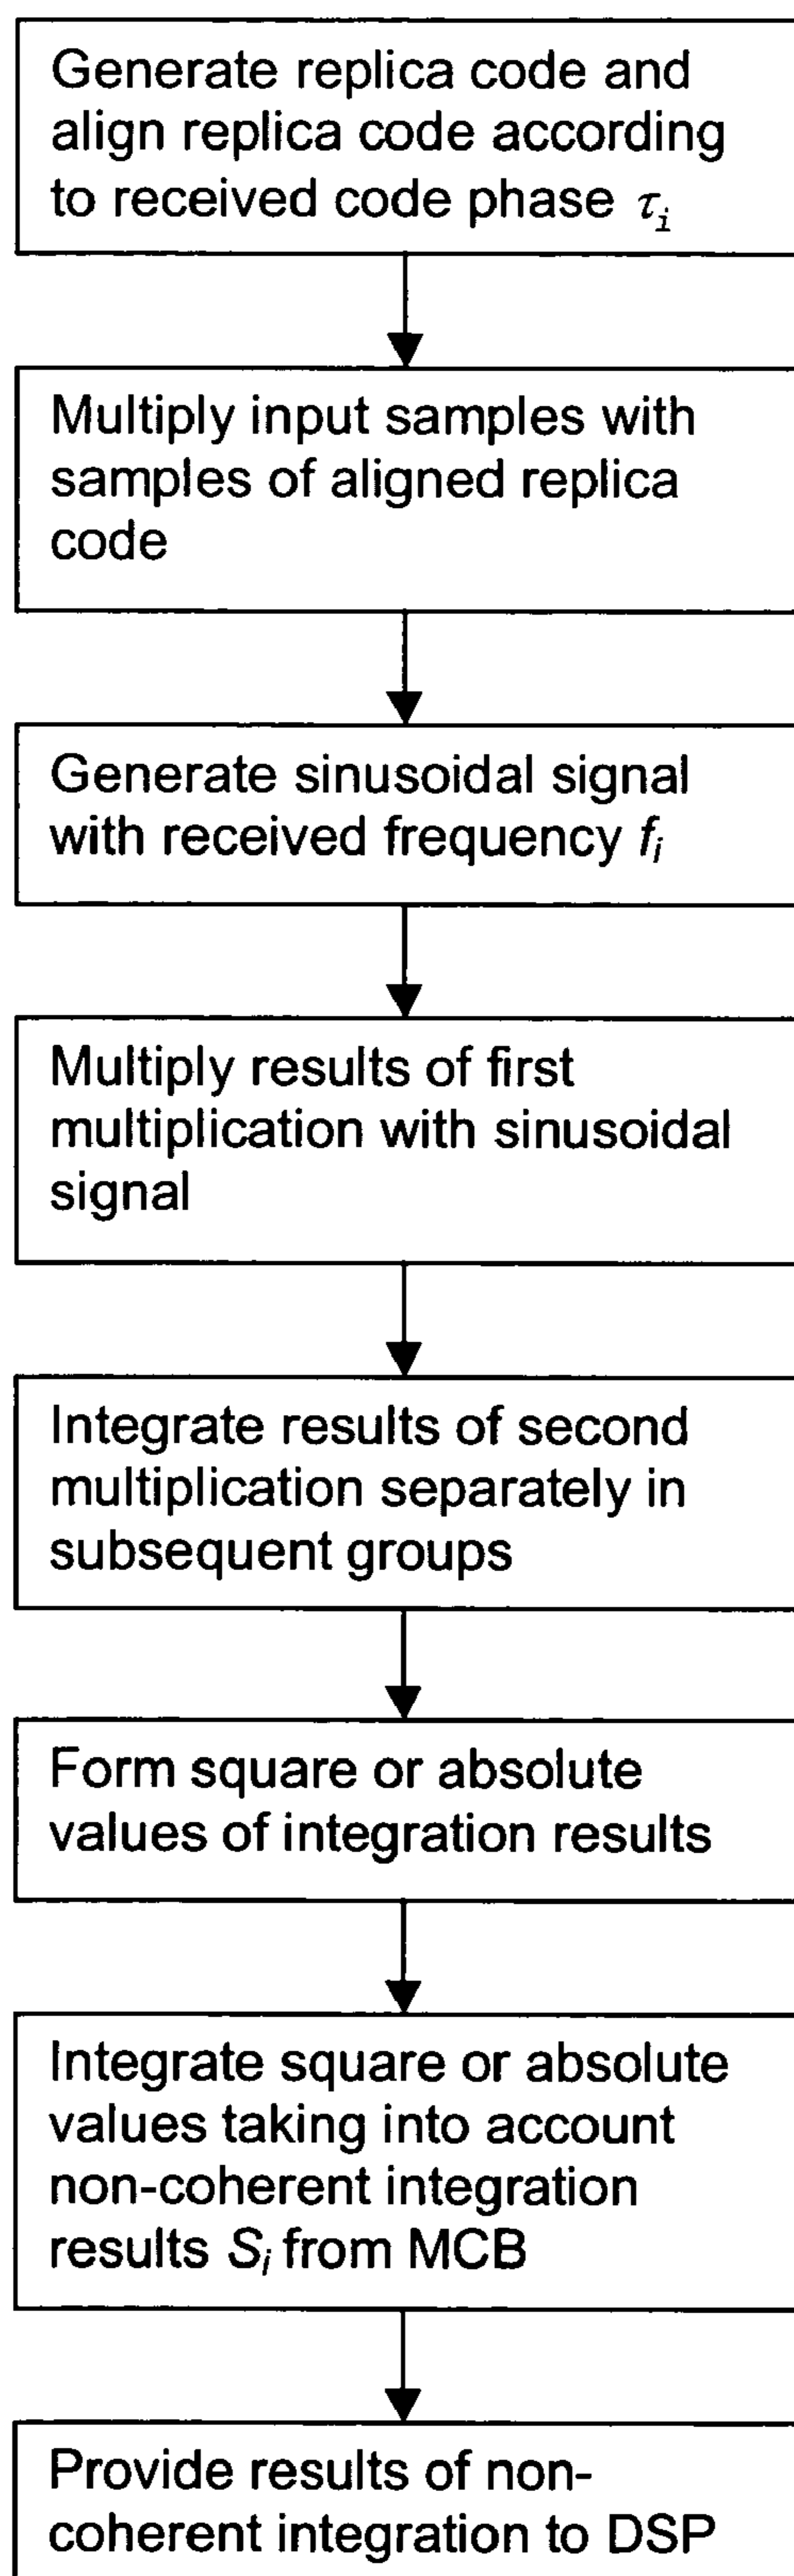 Generate replica code and
align replica code according
to received code phase τi
Multiply input samples with
samples of aligned replica
code
Generate sinusoidal signal
with received frequency fi
Multiply results of first
multiplication with sinusoidal
signal
Integrate results of second
multiplication separately in
subsequent groups
Form square or absolute
values of integration results
Integrate square or absolute
values taking into account
non-coherent integration
results Si from MCB
Provide results of non-
coherent integration to DSP